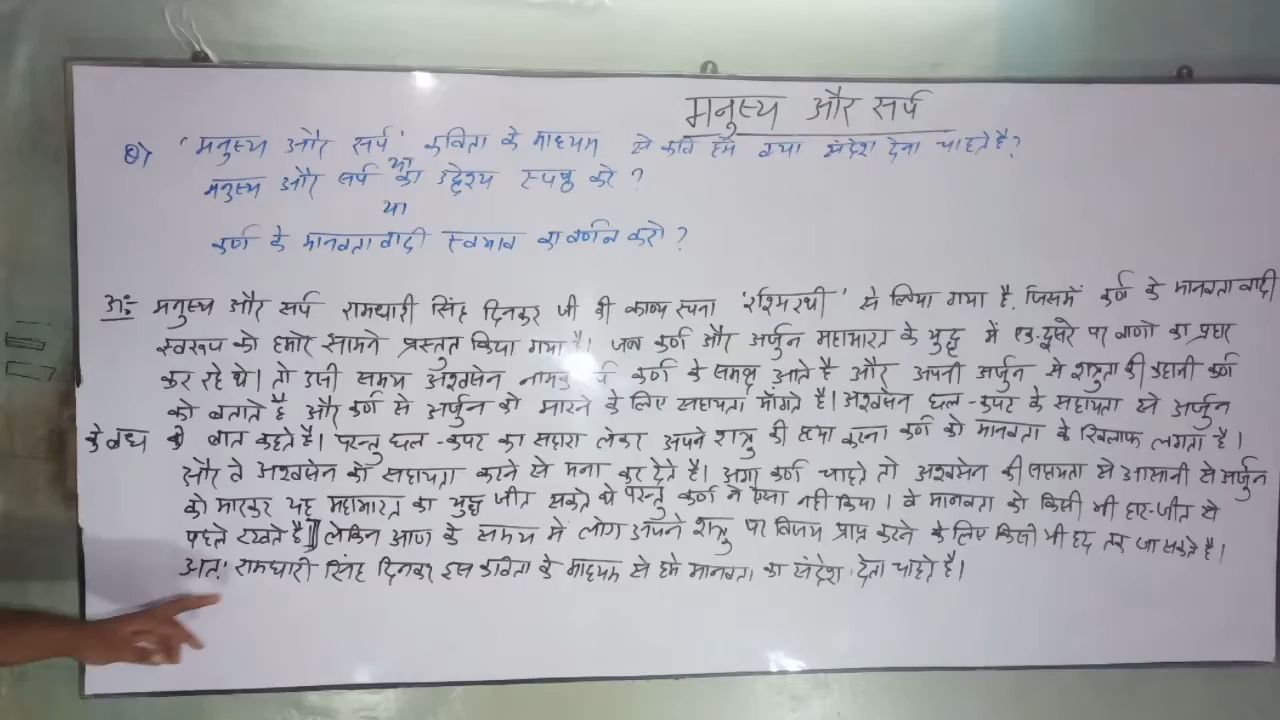 मनुस्य और सर्प
Q) 'मनुस्य और सर्प' कविता के माध्यम से कवि हमें क्या संदेश देना चाहते है?
या
मनुस्य और सर्प का उद्देश्य स्पष्ठ करे ?
या
कर्ण के मानवतावादी स्वभाव का वर्णन करो ?
अः- मनुस्य और सर्प रामधारी सिंह दिनकर जी की काव्य रचना 'रश्मिरथी' से लिया गया है. जिसमें कर्ण के मानवतावादी
स्वरूप को हमारे सामने प्रस्तुत किया गया है। जब कर्ण और अर्जुन महाभारत के युद्ध में एक-दूसरे पर बाणो का प्रहार
कर रहे थे। तो उसी समय अश्वसेन नामक कर्ण के समक्ष आते है और अपनी अर्जुन से शत्रुता की कहानी कर्ण
को बताते है और कर्ण से अर्जुन को मारने के लिए सहायता माँगते है। अश्वसेन छल-कपट के सहायता से अर्जुन
के वध की बात कहते है। परन्तु छल-कपट का सहारा लेकर अपने शत्रु की हत्या करना कर्ण को मानवता के खिलाफ लगता है।
और वे अश्वसेन को सहायता करने से मना कर देते है। अगर कर्ण चाहते तो अश्वसेन की सहायता से आसानी से अर्जुन
को मारकर यह महाभारत का युद्ध जीत सकते थे परन्तु कर्ण ने ऐसा नही किया। वे मानवता को किसी भी हार-जीत से
पहले रखते है। लेकिन आज के समय में लोग अपने शत्रु पर विजय प्राप्त करने के लिए किसी भी हद तक जा सकते है।
अतः रामधारी सिंह दिनकर इस कविता के माध्यम से हमे मानवता का संदेश देना चाहते है।